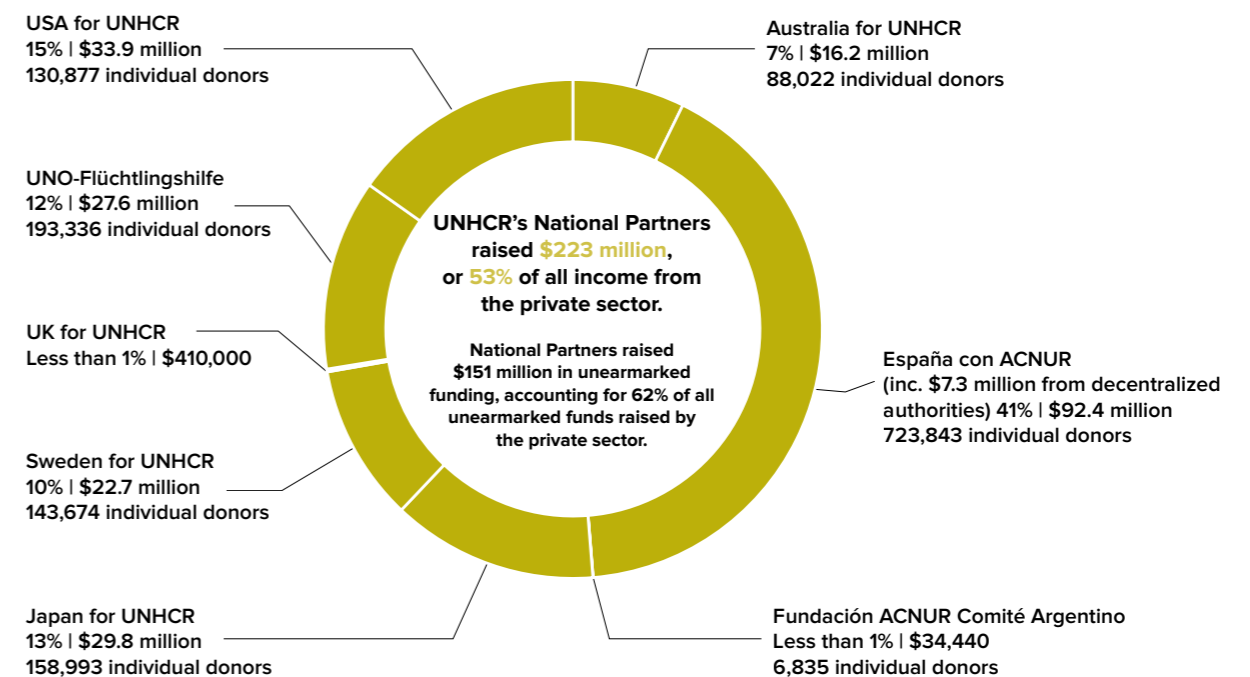 USA for UNHCR
15% | $33.9 million
130,877 individual donors
Australia for UNHCR
7% | $16.2 million
88,022 individual donors
UNO-Flüchtlingshilfe
12% | $27.6 million
193,336 individual donors
UNHCR’s National Partners
raised $223 million,
or 53% of all income from
the private sector.
National Partners raised
$151 million in unearmarked
funding, accounting for 62% of all
unearmarked funds raised by
the private sector.
UK for UNHCR
Less than 1% | $410,000
España con ACNUR
(inc. $7.3 million from decentralized
authorities) 41% | $92.4 million
723,843 individual donors
Sweden for UNHCR
10% | $22.7 million
143,674 individual donors
Japan for UNHCR
13% | $29.8 million
158,993 individual donors
Fundación ACNUR Comité Argentino
Less than 1% | $34,440
6,835 individual donors